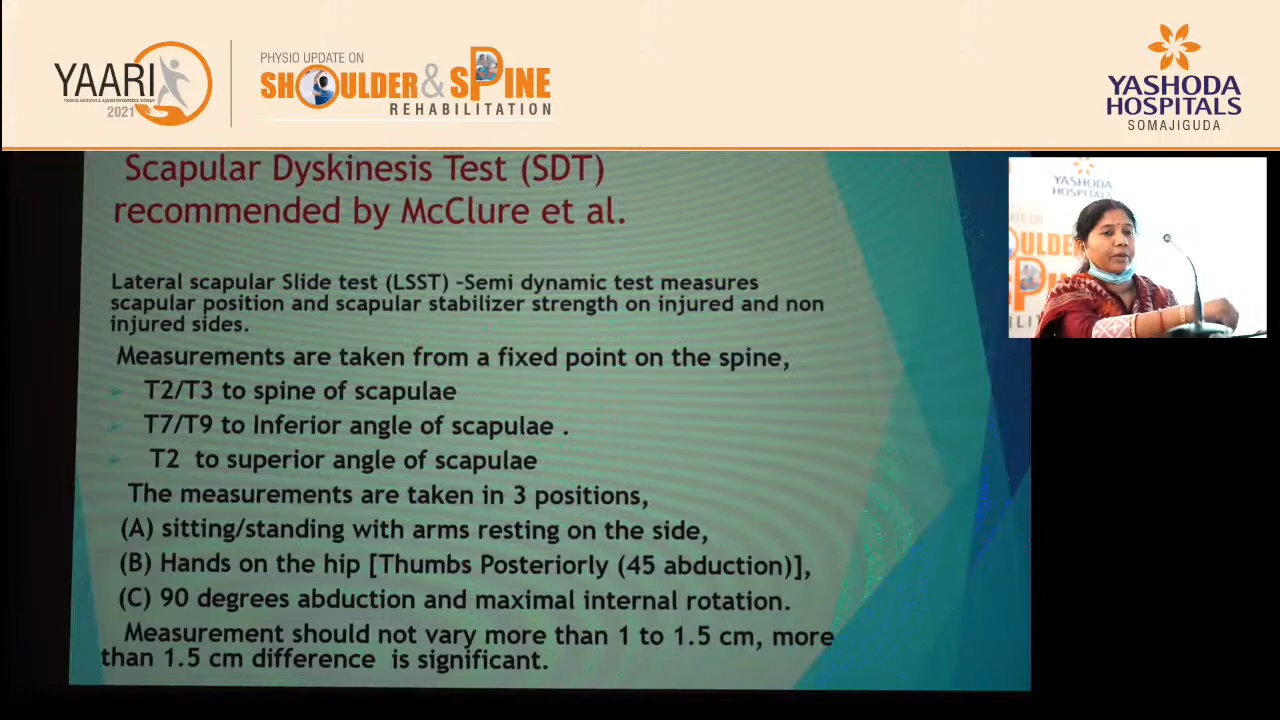 YAARI
2021
PHYSIO UPDATE ON
SHOULDER & SPINE
REHABILITATION
YASHODA
HOSPITALS
SOMAJIGUDA
Scapular Dyskinesis Test (SDT)
recommended by McClure et al.
Lateral scapular Slide test (LSST) -Semi dynamic test measures
scapular position and scapular stabilizer strength on injured and non
injured sides.
Measurements are taken from a fixed point on the spine,
T2/T3 to spine of scapulae
T7/T9 to Inferior angle of scapulae .
T2 to superior angle of scapulae
The measurements are taken in 3 positions,
(A) sitting/standing with arms resting on the side,
(B) Hands on the hip [Thumbs Posteriorly (45 abduction)],
(C) 90 degrees abduction and maximal internal rotation.
Measurement should not vary more than 1 to 1.5 cm, more
than 1.5 cm difference is significant.
YASHODA
HOSPITALS